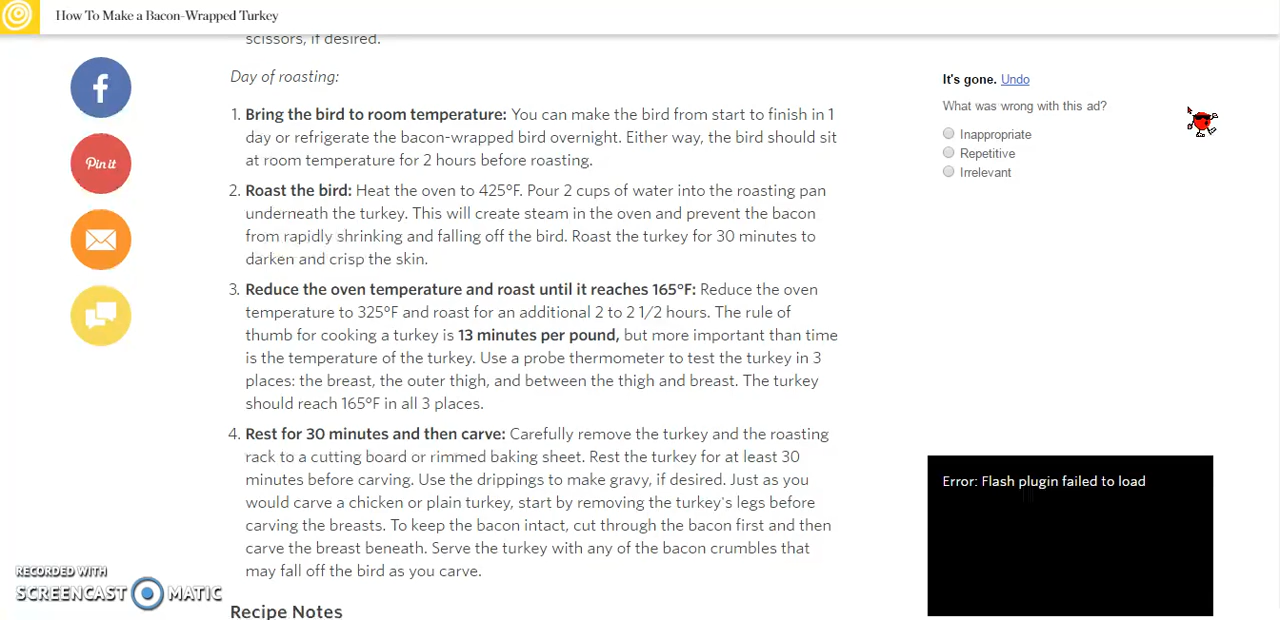 How To Make a Bacon-Wrapped Turkey
scissors, if desired.
Day of roasting:
1. Bring the bird to room temperature: You can make the bird from start to finish in 1
day or refrigerate the bacon-wrapped bird overnight. Either way, the bird should sit
at room temperature for 2 hours before roasting.
2. Roast the bird: Heat the oven to 425°F. Pour 2 cups of water into the roasting pan
underneath the turkey. This will create steam in the oven and prevent the bacon
from rapidly shrinking and falling off the bird. Roast the turkey for 30 minutes to
darken and crisp the skin.
3. Reduce the oven temperature and roast until it reaches 165°F: Reduce the oven
temperature to 325°F and roast for an additional 2 to 2 1/2 hours. The rule of
thumb for cooking a turkey is 13 minutes per pound, but more important than time
is the temperature of the turkey. Use a probe thermometer to test the turkey in 3
places: the breast, the outer thigh, and between the thigh and breast. The turkey
should reach 165°F in all 3 places.
4. Rest for 30 minutes and then carve: Carefully remove the turkey and the roasting
rack to a cutting board or rimmed baking sheet. Rest the turkey for at least 30
minutes before carving. Use the drippings to make gravy, if desired. Just as you
would carve a chicken or plain turkey, start by removing the turkey's legs before
carving the breasts. To keep the bacon intact, cut through the bacon first and then
carve the breast beneath. Serve the turkey with any of the bacon crumbles that
may fall off the bird as you carve.
Recipe Notes
Pin it
It's gone. Undo
What was wrong with this ad?
Inappropriate
Repetitive
Irrelevant
Error: Flash plugin failed to load
RECORDED WITH
SCREENCAST MATIC